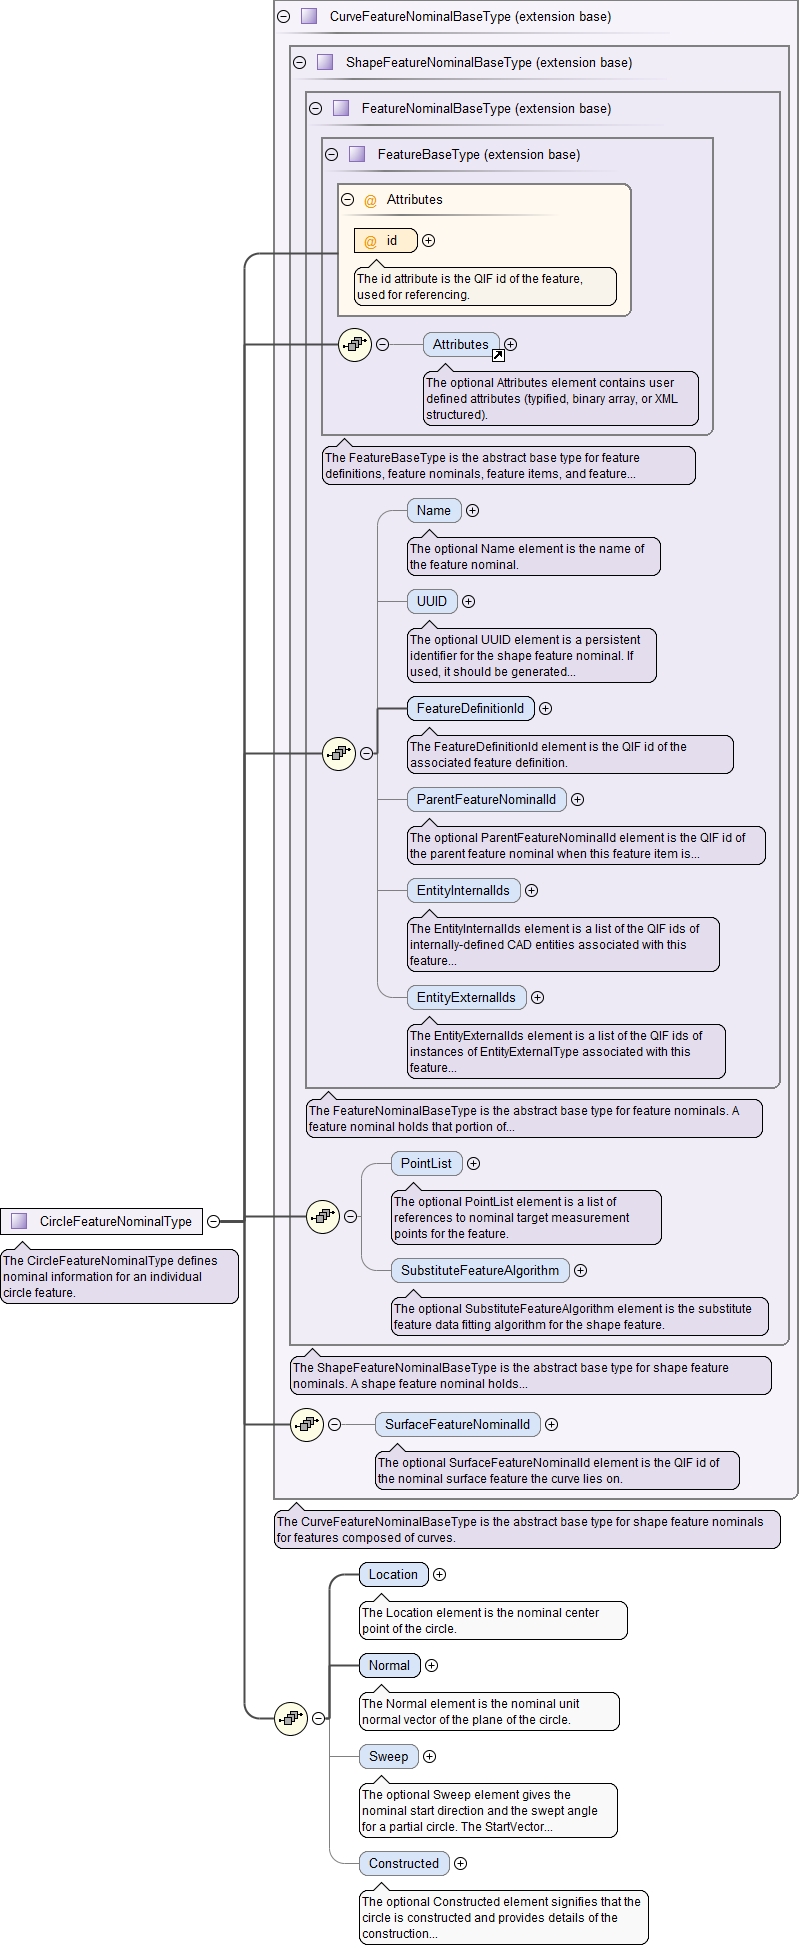 CurveFeatureNominalBaseType (extension base)
ShapeFeatureNominalBaseType (extension base)
FeatureNominalBaseType (extension base)
FeatureBaseType (extension base)
@ Attributes
@ id
The id attribute is the QIF id of the feature,
used for referencing.
Attributes
The optional Attributes element contains user
defined attributes (typified, binary array, or XML
structured).
The FeatureBaseType is the abstract base type for feature
definitions, feature nominals, feature items, and feature...
Name
The optional Name element is the name of
the feature nominal.
UUID
The optional UUID element is a persistent
identifier for the shape feature nominal. If
used, it should be generated...
FeatureDefinitionId
The FeatureDefinitionId element is the QIF id of the
associated feature definition.
ParentFeatureNominalId
The optional ParentFeatureNominalId element is the QIF id of
the parent feature nominal when this feature item is...
EntityInternalIds
The EntityInternalIds element is a list of the QIF ids of
internally-defined CAD entities associated with this
feature...
EntityExternalIds
The EntityExternalIds element is a list of the QIF ids of
instances of EntityExternalType associated with this
feature...
The FeatureNominalBaseType is the abstract base type for feature nominals. A
feature nominal holds that portion of...
PointList
The optional PointList element is a list of
references to nominal target measurement
points for the feature.
CircleFeatureNominalType
The CircleFeatureNominalType defines
nominal information for an individual
circle feature.
SubstituteFeatureAlgorithm
The optional SubstituteFeatureAlgorithm element is the substitute
feature data fitting algorithm for the shape feature.
The ShapeFeatureNominalBaseType is the abstract base type for shape feature
nominals. A shape feature nominal holds...
SurfaceFeatureNominalId
The optional SurfaceFeatureNominalId element is the QIF id of
the nominal surface feature the curve lies on.
The CurveFeatureNominalBaseType is the abstract base type for shape feature nominals
for features composed of curves.
Location
The Location element is the nominal center
point of the circle.
Normal
The Normal element is the nominal unit
normal vector of the plane of the circle.
Sweep
The optional Sweep element gives the
nominal start direction and the swept angle
for a partial circle. The StartVector...
Constructed
The optional Constructed element signifies that the
circle is constructed and provides details of the
construction...